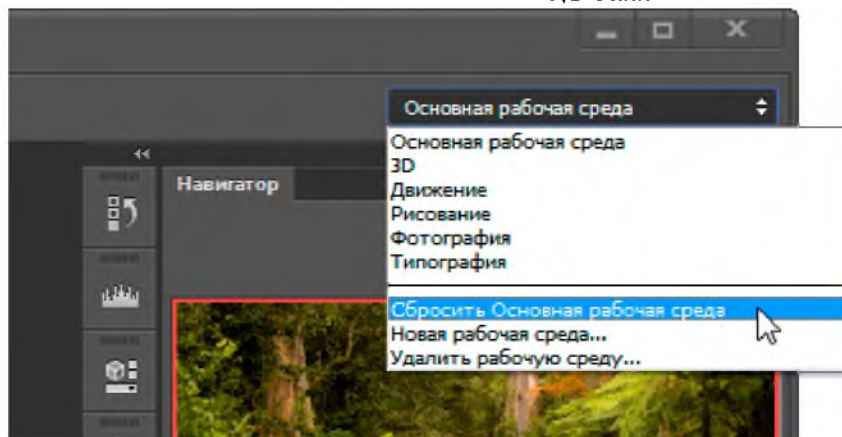 Основная рабочая среда
Основная рабочая среда
3D
Движение
Рисование
Фотография
Типография
Сбросить Основная рабочая среда
Новая рабочая среда...
Удалить рабочую среду...
Навигатор